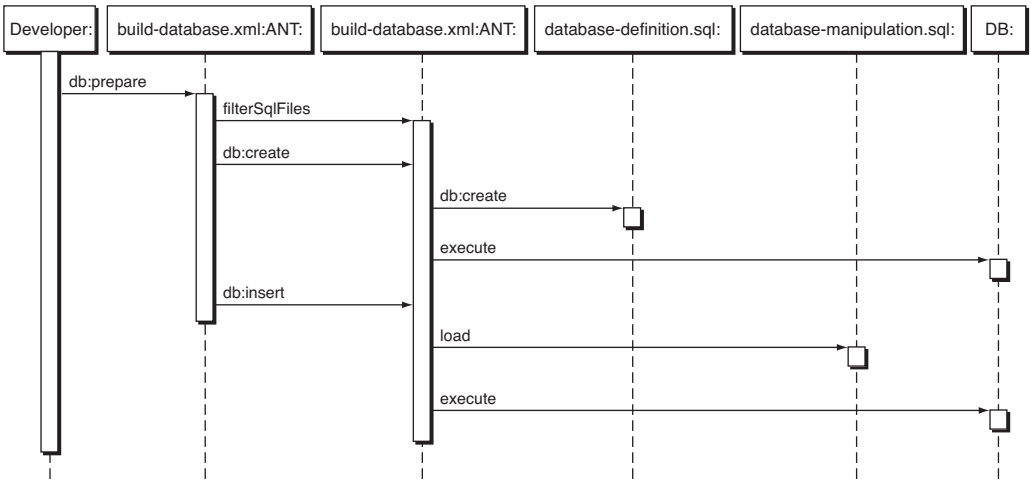 Developer:
build-database.xml:ANT:
build-database.xml:ANT:
database-definition.sql:
database-manipulation.sql:
DB:
db:prepare
filterSqlFiles
db:create
db:create
execute
db:insert
load
execute